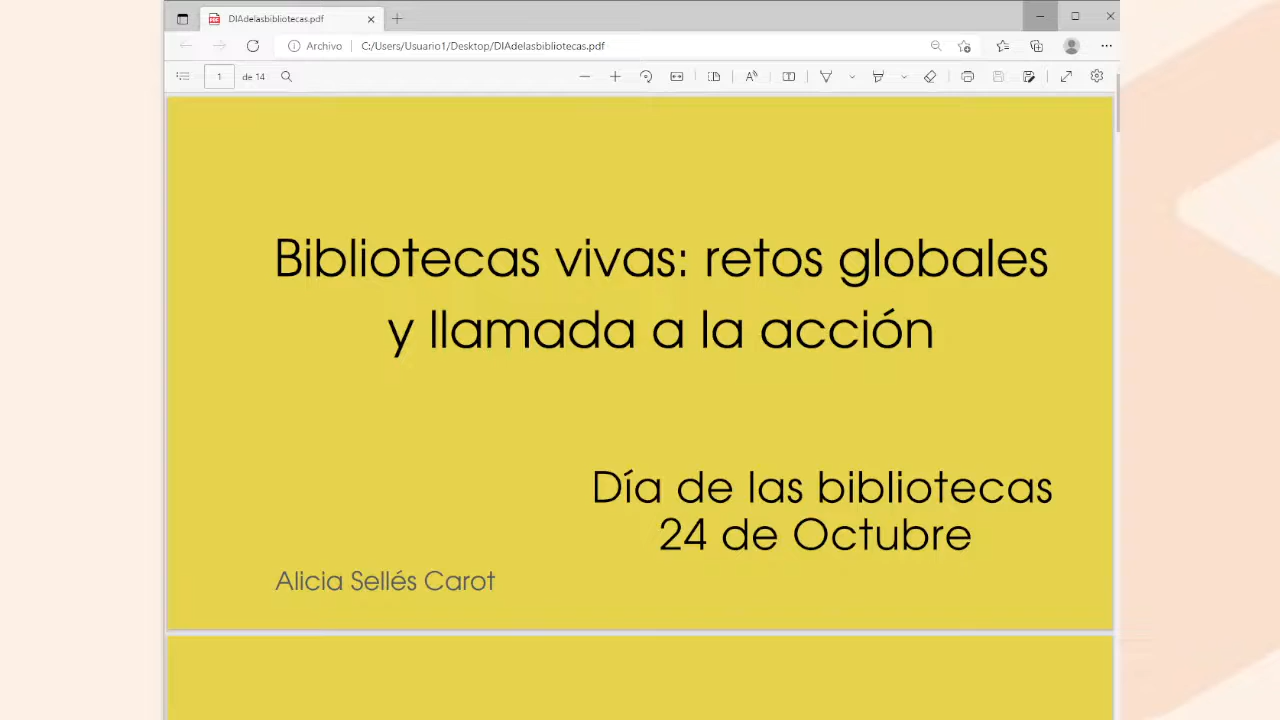 DIAdelasbibliotecas.pdf
Archivo
C:/Users/Usuario1/Desktop/DIAdelasbibliotecas.pdf
1 de 14
Bibliotecas vivas: retos globales
y llamada a la acción
Día de las bibliotecas
24 de Octubre
Alicia Sellés Carot